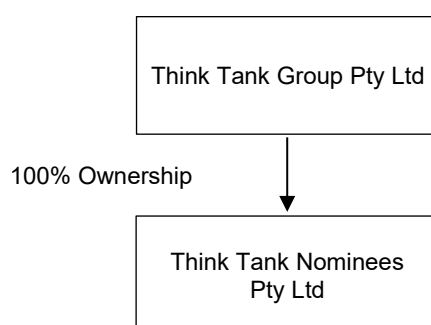 Think Tank Group Pty Ltd
100% Ownership
Think Tank Nominees
Pty Ltd